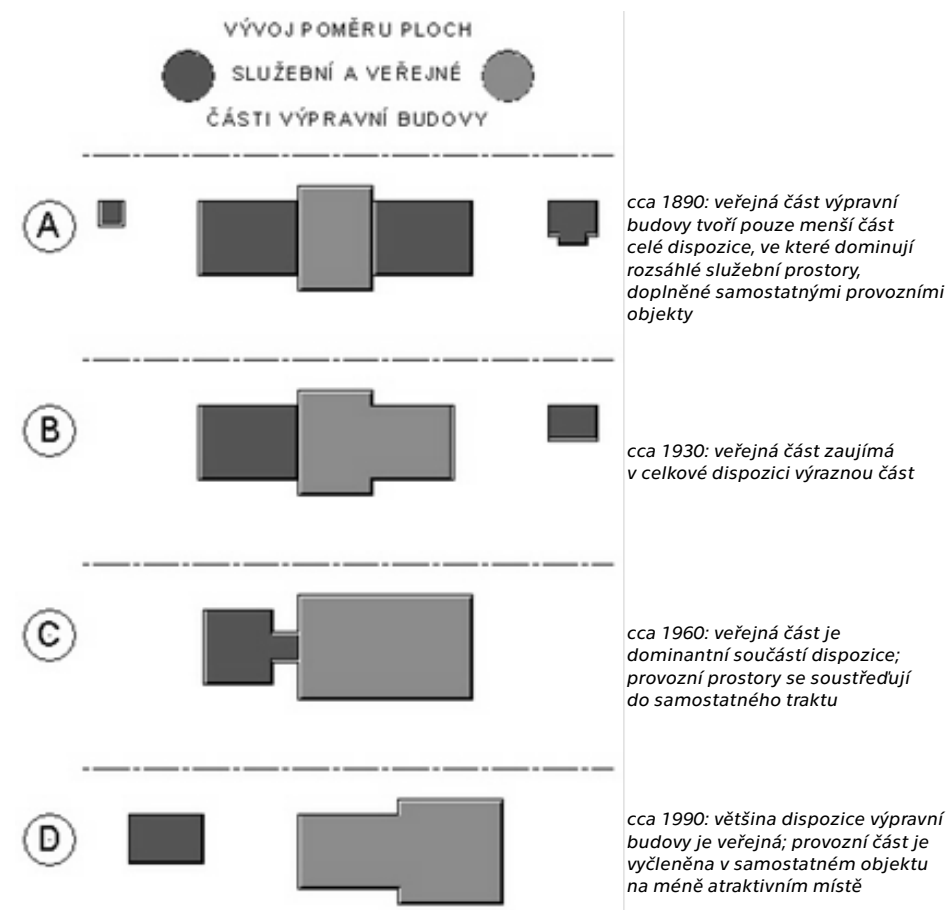 VÝVOJ POMĚRU PLOCH
SLUŽEBNÍ A VEŘEJNÉ
ČÁSTI VÝPRAVNÍ BUDOVY
A
cca 1890: veřejná část výpravní
budovy tvoří pouze menší část
celé dispozice, ve které dominují
rozsáhlé služební prostory,
doplněné samostatnými provozními
objekty
B
cca 1930: veřejná část zaujímá
v celkové dispozici výraznou část
C
cca 1960: veřejná část je
dominantní součástí dispozice;
provozní prostory se soustřeďují
do samostatného traktu
D
cca 1990: většina dispozice výpravní
budovy je veřejná; provozní část je
vyčleněna v samostatném objektu
na méně atraktivním místě